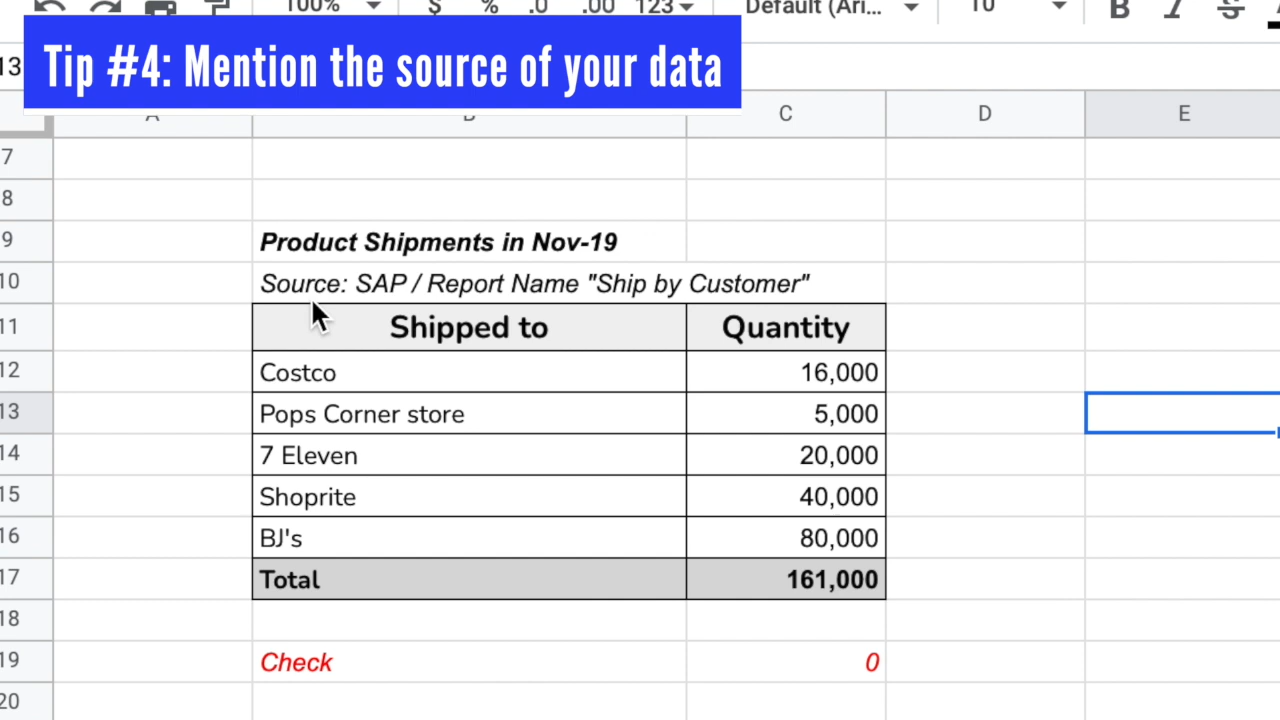 100% $ % .0 .00 123 Default (Ari... 10 B I S
Tip #4: Mention the source of your data
13
C D E
7
8
9 Product Shipments in Nov-19
10 Source: SAP / Report Name "Ship by Customer"
11 Shipped to Quantity
12 Costco 16,000
13 Pops Corner store 5,000
14 7 Eleven 20,000
15 Shoprite 40,000
16 BJ's 80,000
17 Total 161,000
18
19 Check 0
20